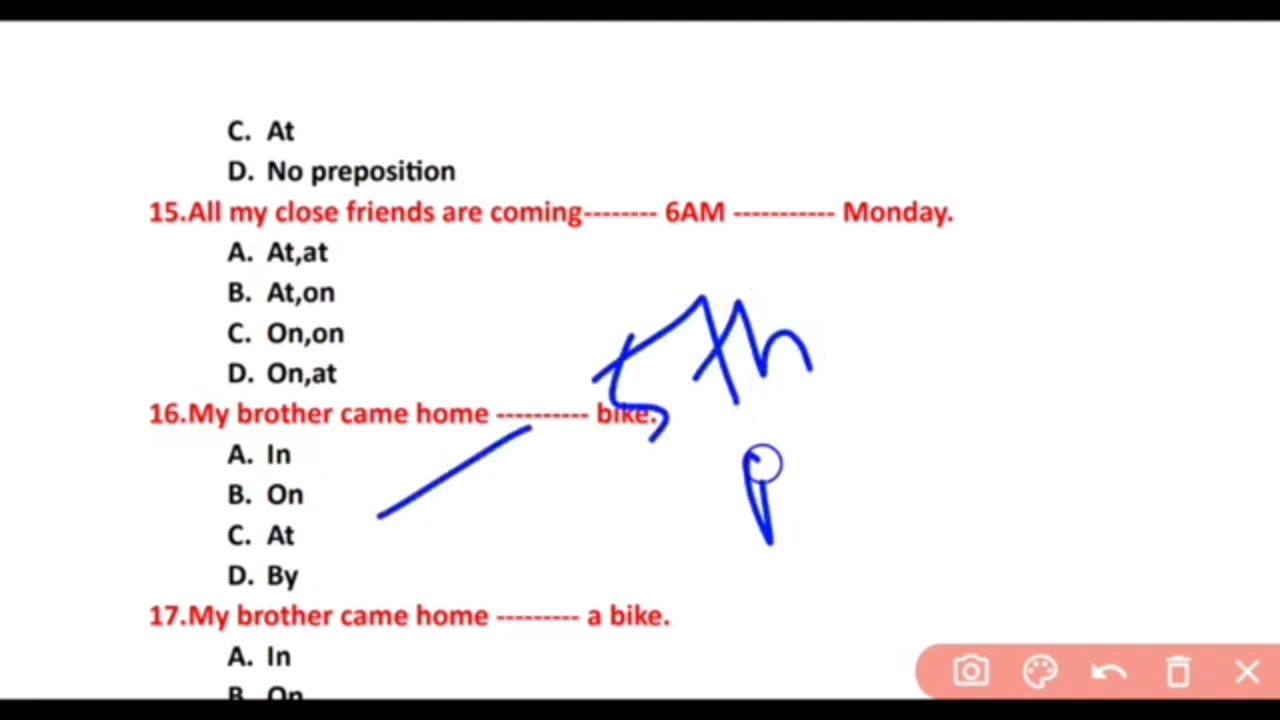 C. At
D. No preposition
15.All my close friends are coming-------- 6AM ----------- Monday.
A. At,at
B. At,on
C. On,on
D. On,at
16.My brother came home ---------- bike.
A. In
B. On
C. At
D. By
17.My brother came home --------- a bike.
A. In
B. On